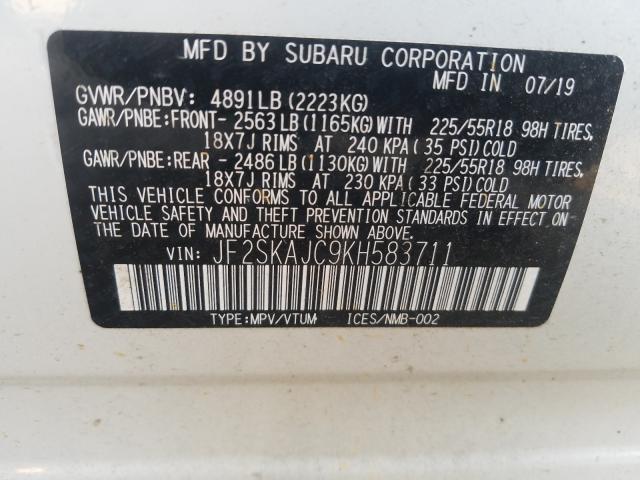 MFD BY SUBARU CORPORATION
MFD IN 07/19
GVWR/PNBV: 4891LB (2223KG)
GAWR/PNBE:FRONT- 2563LB(1165KG)WITH 225/55R18 98H TIRES,
18X7J RIMS AT 240 KPA(35 PSI)COLD
GAWR/PNBE:REAR - 2486LB(1130KG)WITH 225/55R18 98H TIRES,
18X7J RIMS AT 230 KPA(33 PSI)COLD
THIS VEHICLE CONFORMS TO ALL APPLICABLE FEDERAL MOTOR
VEHICLE SAFETY AND THEFT PREVENTION STANDARDS IN EFFECT ON
THE DATE OF MANUFACTURE SHOWN ABOVE.
VIN: JF2SKAJC9KH583711
TYPE:MPV/VTUM ICES/NMB-002